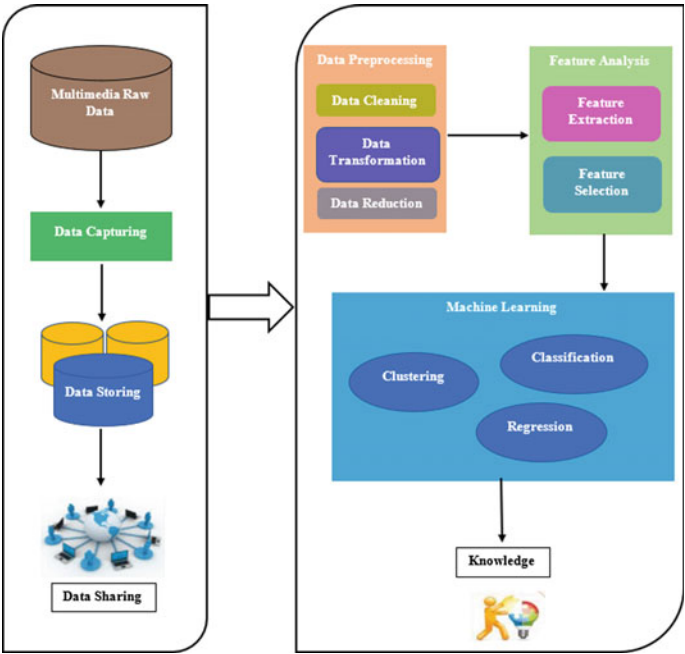 Multimedia Raw
Data
Data Capturing
Data Storing
Data Sharing
Data Preprocessing
Data Cleaning
Data
Transformation
Data Reduction
Feature Analysis
Feature
Extraction
Feature
Selection
Machine Learning
Clustering
Classification
Regression
Knowledge